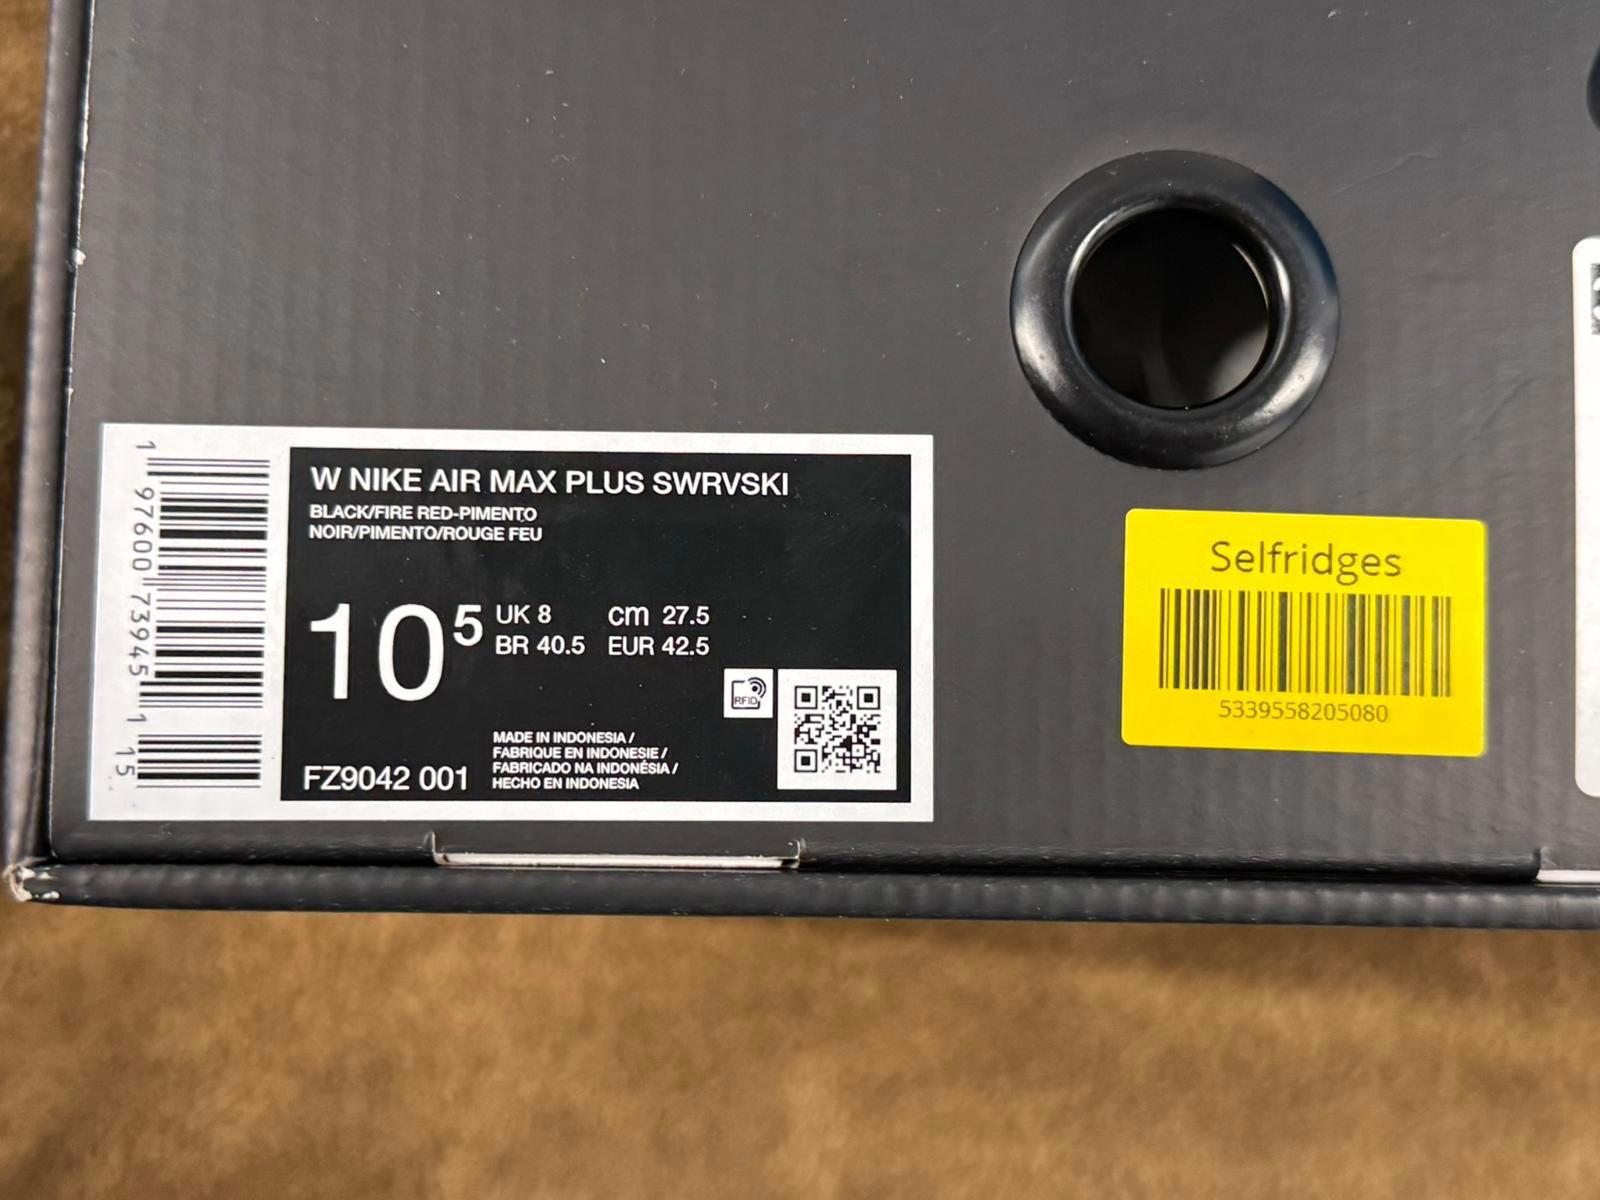 W NIKE AIR MAX PLUS SWRVSKI
BLACK/FIRE RED-PIMENTO
NOIR/PIMENTO/ROUGE FEU
10⁵ UK 8 cm 27.5
BR 40.5 EUR 42.5
RFID
MADE IN INDONESIA /
FABRIQUE EN INDONESIE /
FABRICADO NA INDONÉSIA /
HECHO EN INDONESIA
FZ9042 001
1 97600 73945 1 15
Selfridges
5339558205080